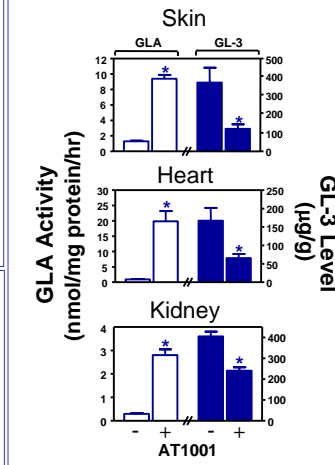 Skin
GLA GL-3
12 500
10 400
8 300
6
4 200
2 100
0 0
* *
Heart
30 250
25 200
20 150
15
10 100
5 50
0 0
* *
Kidney
4 400
3 300
2 200
1 100
0 0
* *
- + - +
AT1001
GLA Activity
(nmol/mg protein/hr)
GL-3 Level
(µg/g)